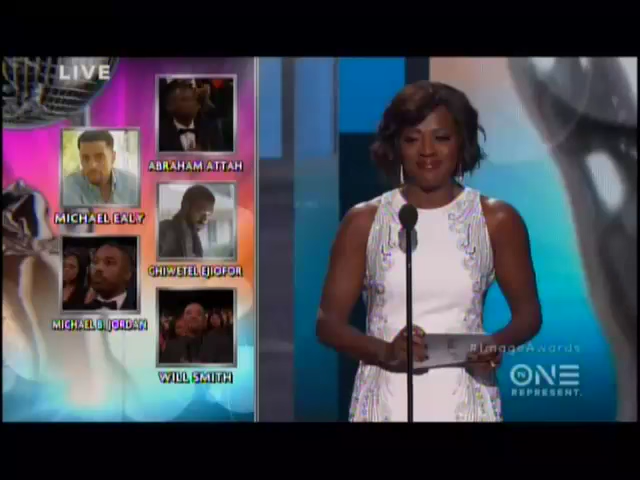 LIVE
ABRAHAM ATTAH
MICHAEL EALY
CHIWETEL EJIOFOR
MICHAEL B. JORDAN
WILL SMITH
#ImageAwards
TV ONE
REPRESENT.